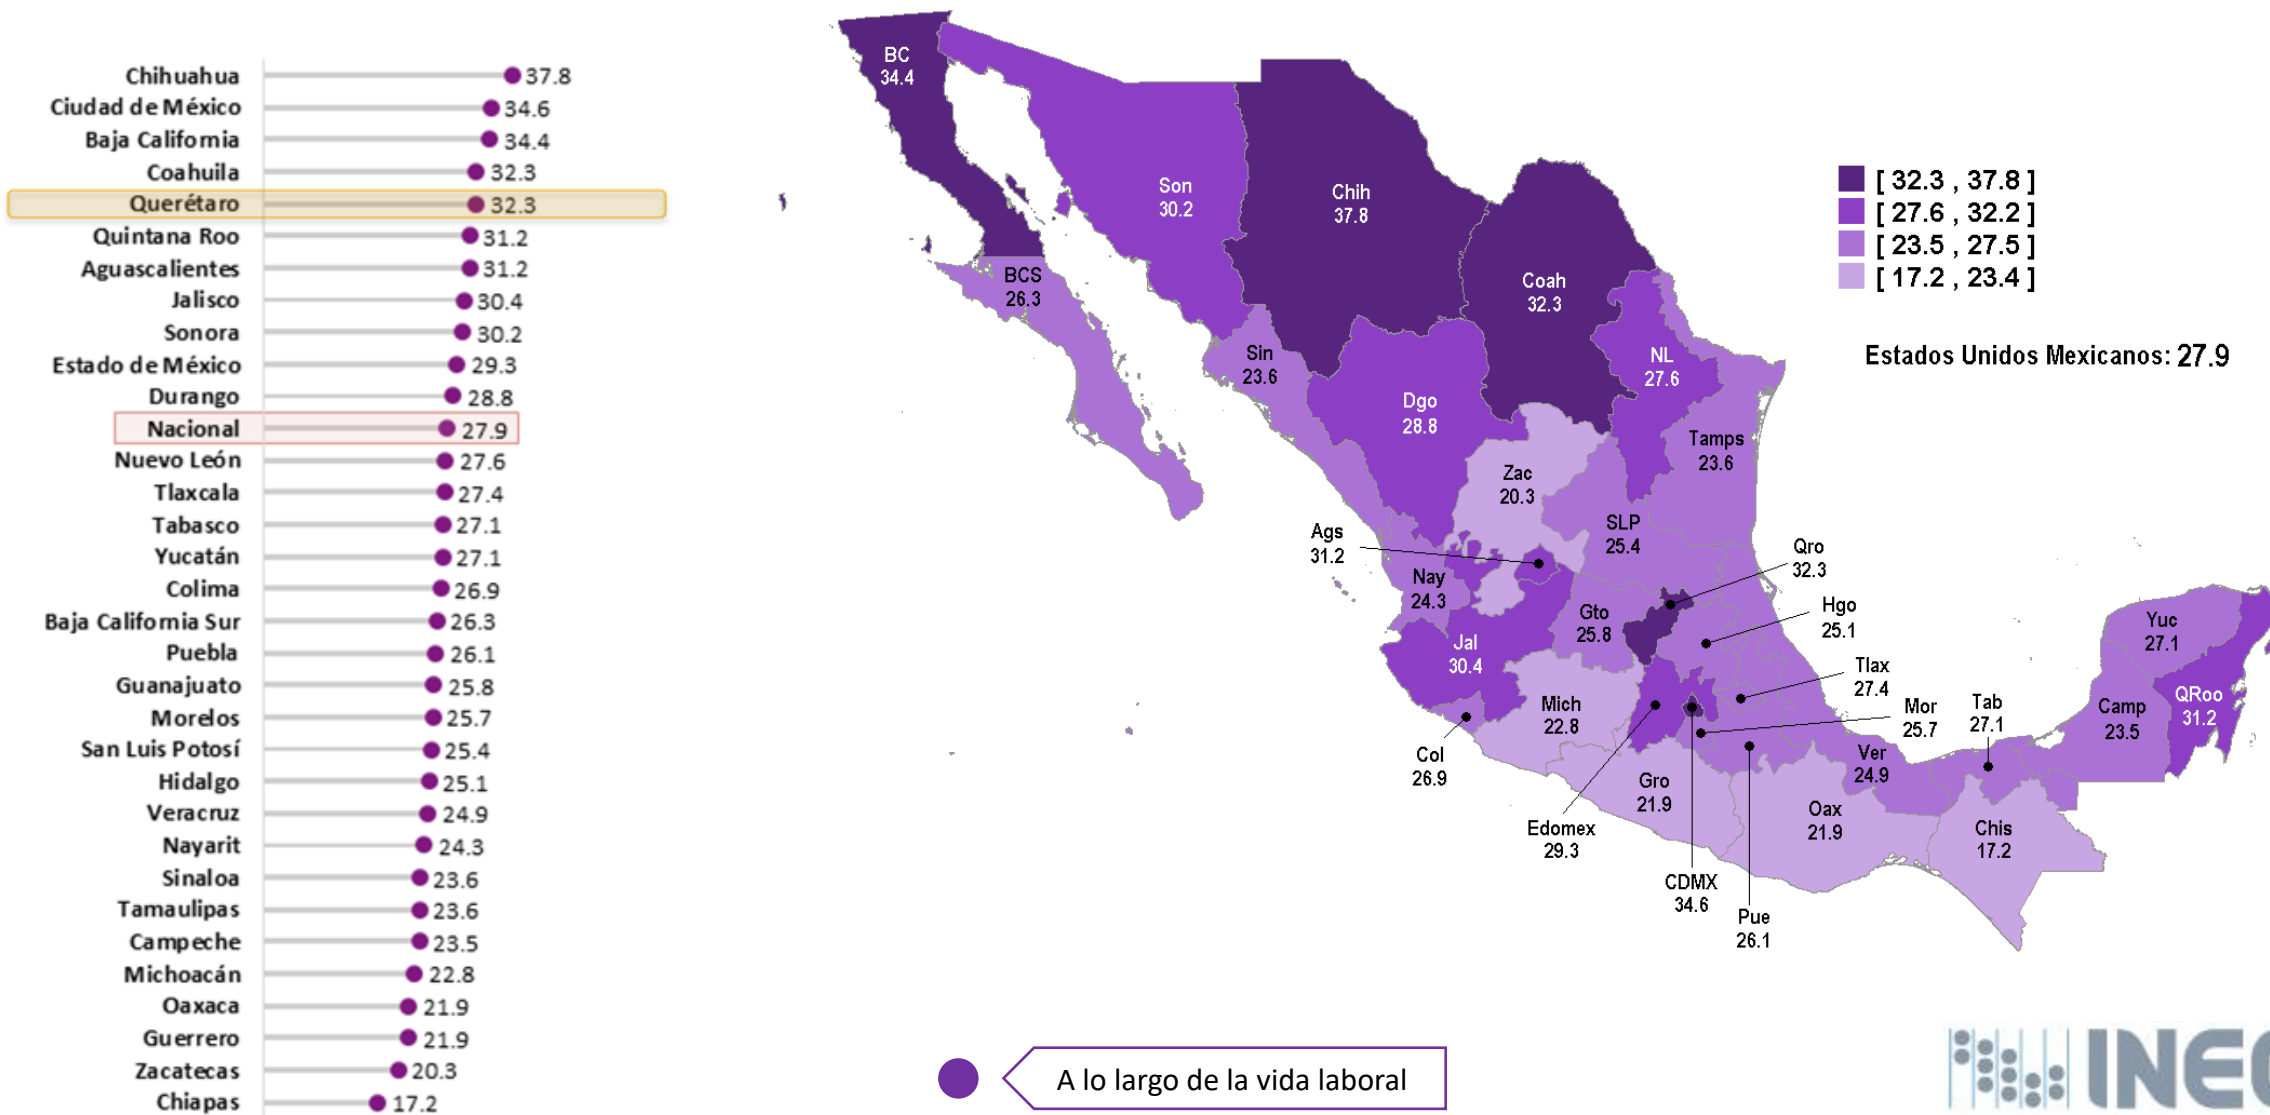 Chihuahua 37.8
Ciudad de México 34.6
Baja California 34.4
Coahuila 32.3
Querétaro 32.3
Quintana Roo 31.2
Aguascalientes 31.2
Jalisco 30.4
Sonora 30.2
Estado de México 29.3
Durango 28.8
Nacional 27.9
Nuevo León 27.6
Tlaxcala 27.4
Tabasco 27.1
Yucatán 27.1
Colima 26.9
Baja California Sur 26.3
Puebla 26.1
Guanajuato 25.8
Morelos 25.7
San Luis Potosí 25.4
Hidalgo 25.1
Veracruz 24.9
Nayarit 24.3
Sinaloa 23.6
Tamaulipas 23.6
Campeche 23.5
Michoacán 22.8
Oaxaca 21.9
Guerrero 21.9
Zacatecas 20.3
Chiapas 17.2
BC
34.4
Son
30.2
Chih
37.8
BCS
26.3
Coah
32.3
Sin
23.6
NL
27.6
Dgo
28.8
Tamps
23.6
Zac
20.3
SLP
25.4
Ags
31.2
Qro
32.3
Nay
24.3
Gto
25.8
Hgo
25.1
Jal
30.4
Tlax
27.4
Yuc
27.1
Mich
22.8
Mor
25.7
Tab
27.1
Camp
23.5
QRoo
31.2
Col
26.9
Ver
24.9
Gro
21.9
Oax
21.9
Chis
17.2
Edomex
29.3
CDMX
34.6
Pue
26.1
[ 32.3 , 37.8 ]
[ 27.6 , 32.2 ]
[ 23.5 , 27.5 ]
[ 17.2 , 23.4 ]
Estados Unidos Mexicanos: 27.9
A lo largo de la vida laboral
INEG